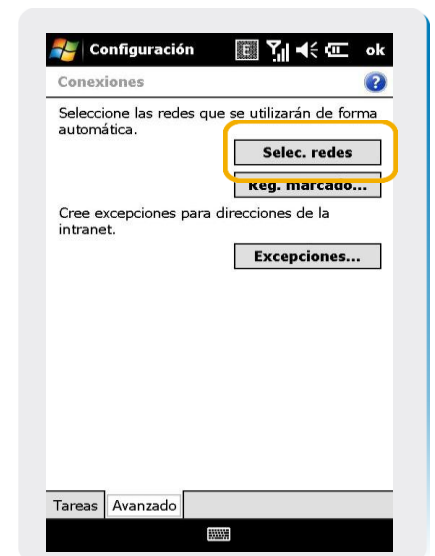 Configuración E ok
Conexiones ?
Seleccione las redes que se utilizarán de forma
automática.
Selec. redes
Reg. marcado...
Cree excepciones para direcciones de la
intranet.
Excepciones...
Tareas Avanzado